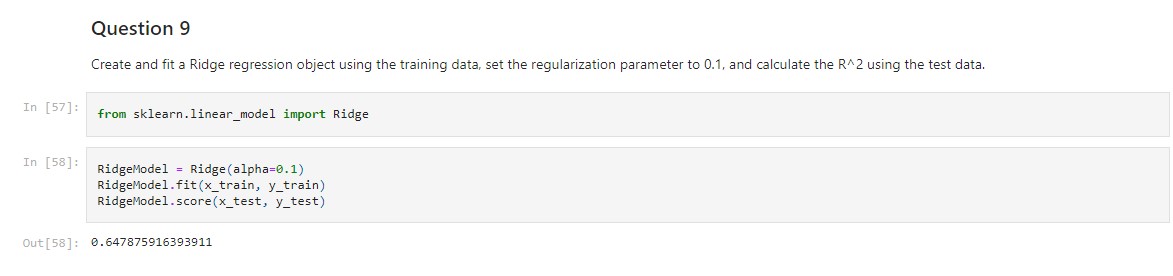 Question 9
Create and fit a Ridge regression object using the training data, set the regularization parameter to 0.1, and calculate the R^2 using the test data.
In [57]: from sklearn.linear_model import Ridge
In [58]: RidgeModel = Ridge(alpha=0.1)
RidgeModel.fit(x_train, y_train)
RidgeModel.score(x_test, y_test)
Out[58]: 0.647875916393911